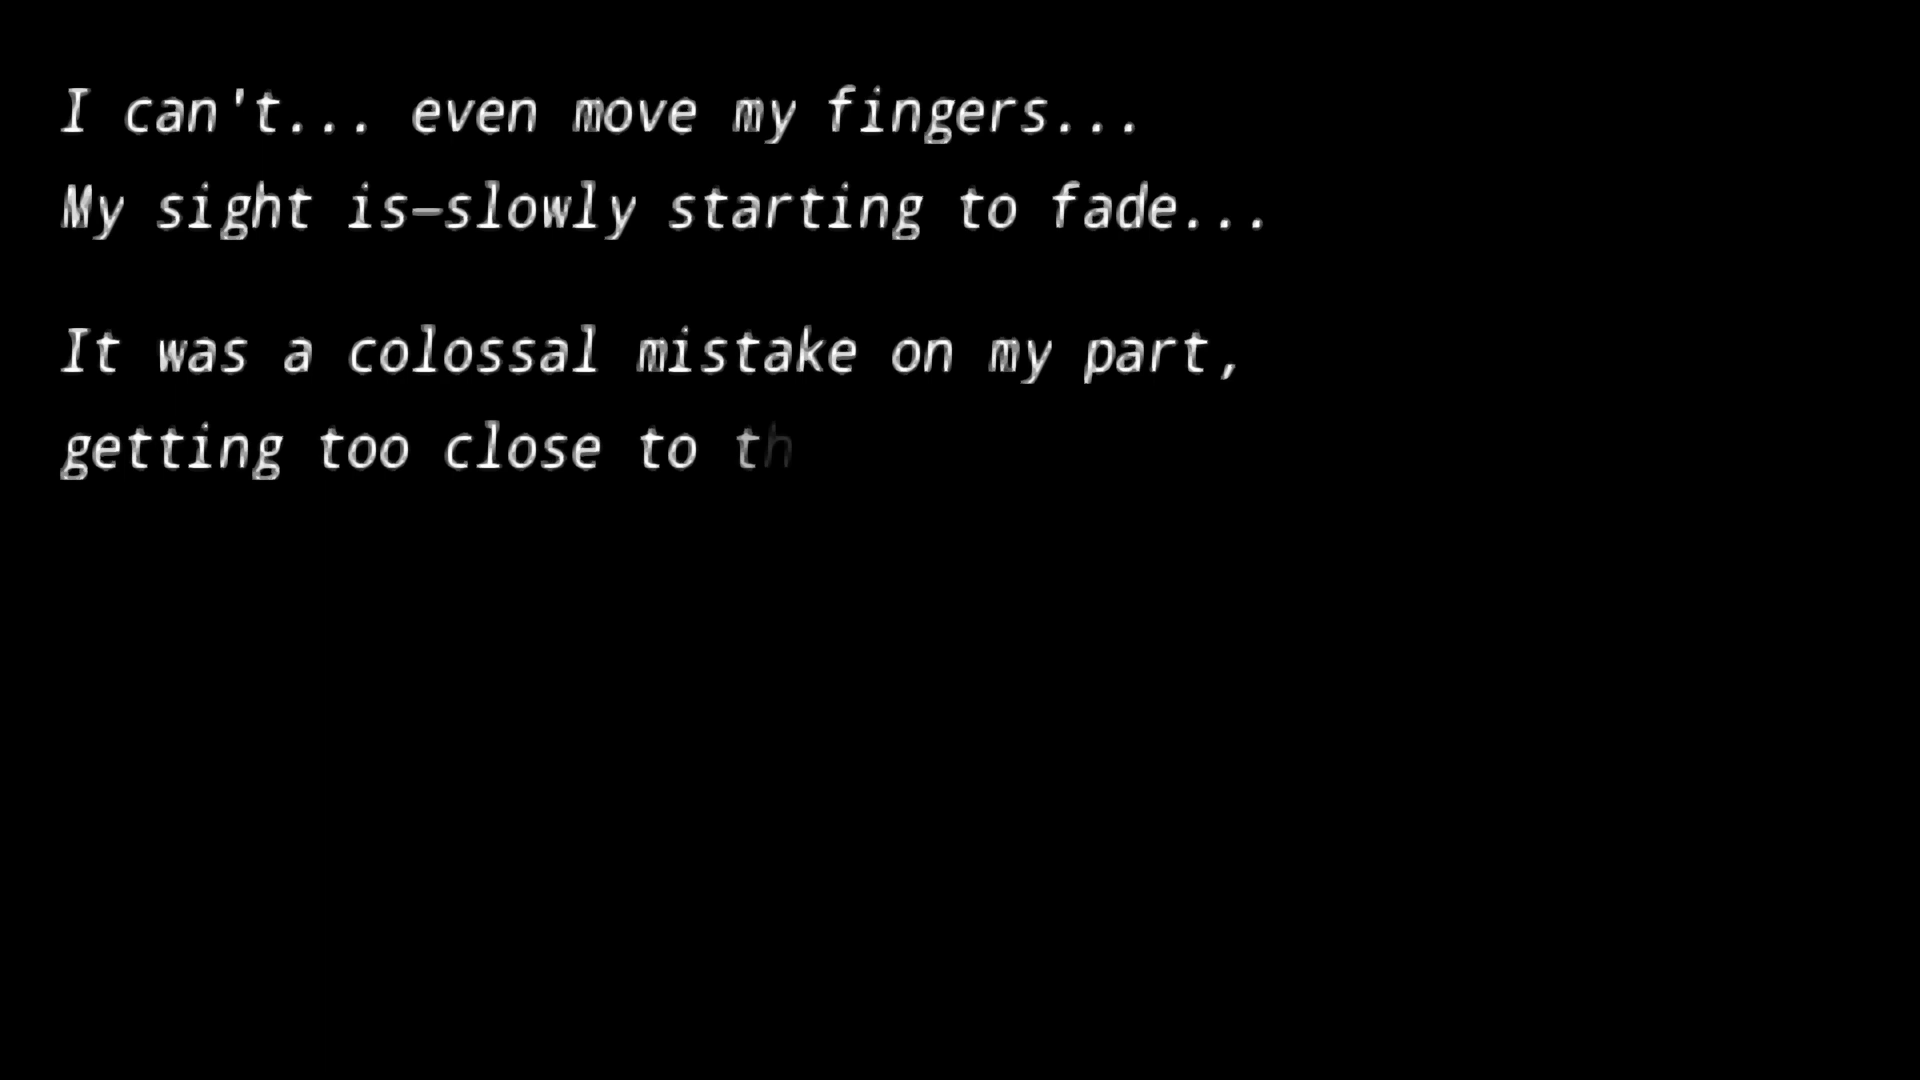 I can't... even move my fingers...
My sight is—slowly starting to fade...
It was a colossal mistake on my part,
getting too close to th